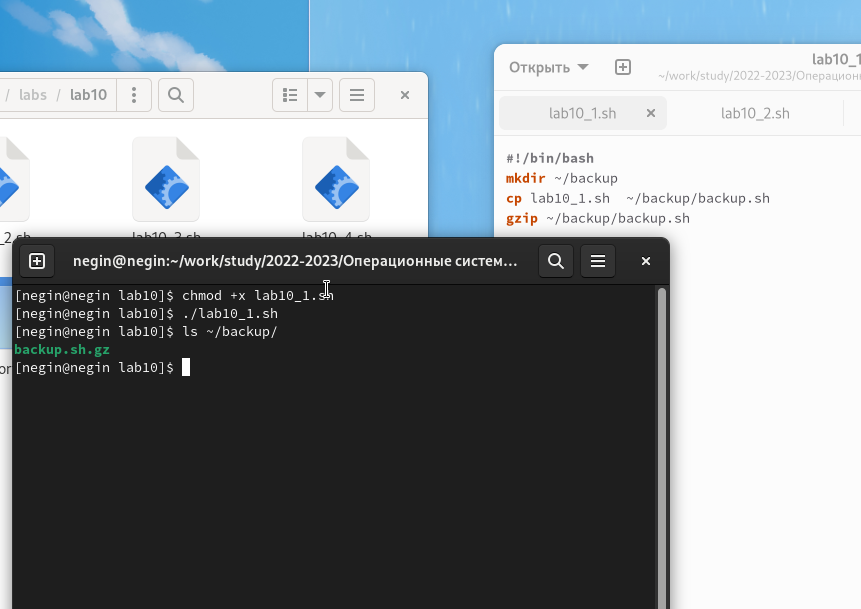 / labs / lab10
Открыть
lab10_1
~/work/study/2022-2023/Операционн
lab10_1.sh
lab10_2.sh
#!/bin/bash
mkdir ~/backup
cp lab10_1.sh  ~/backup/backup.sh
gzip ~/backup/backup.sh
_2.sh
lab10_3.sh
lab10_4.sh
negin@negin:~/work/study/2022-2023/Операционные систем…
[negin@negin lab10]$ chmod +x lab10_1.sh
[negin@negin lab10]$ ./lab10_1.sh
[negin@negin lab10]$ ls ~/backup/
backup.sh.gz
[negin@negin lab10]$
or